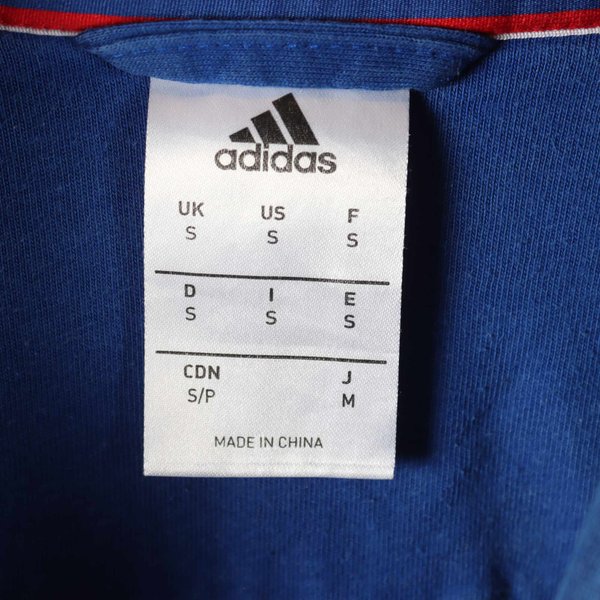 adidas
UK US F
S S S
D I E
S S S
CDN J
S/P M
MADE IN CHINA